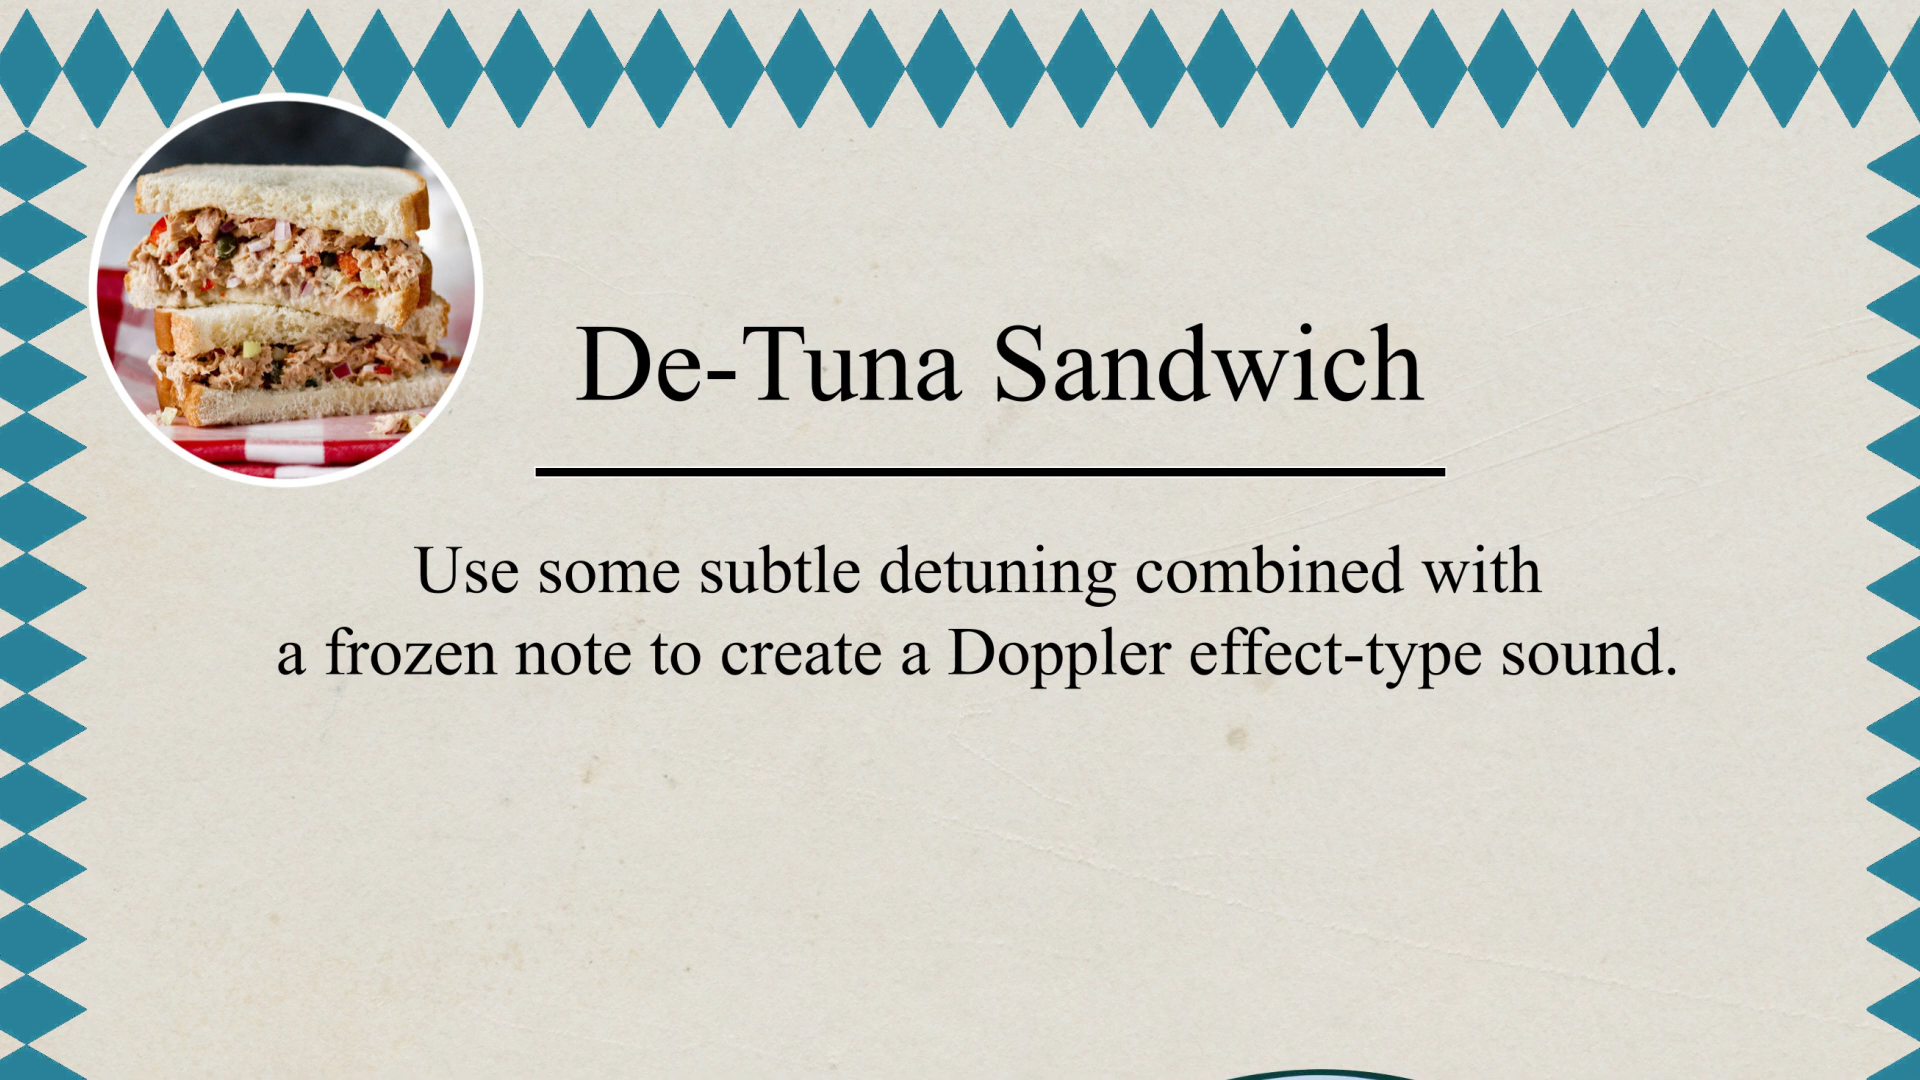 De-Tuna Sandwich
Use some subtle detuning combined with
a frozen note to create a Doppler effect-type sound.